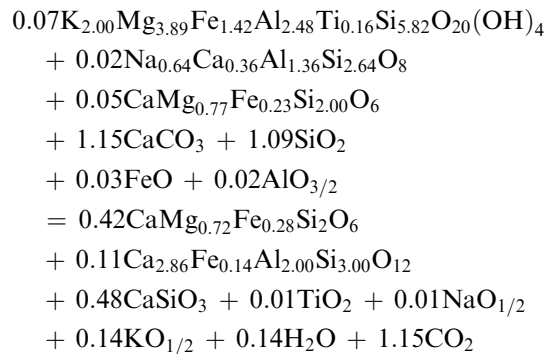 0.07K₂.₀₀Mg₃.₈₉Fe₁.₄₂Al₂.₄₈Ti₀.₁₆Si₅.₈₂O₂₀(OH)₄
+ 0.02Na₀.₆₄Ca₀.₃₆Al₁.₃₆Si₂.₆₄O₈
+ 0.05CaMg₀.₇₇Fe₀.₂₃Si₂.₀₀O₆
+ 1.15CaCO₃ + 1.09SiO₂
+ 0.03FeO + 0.02AlO₃/₂
= 0.42CaMg₀.₇₂Fe₀.₂₈Si₂O₆
+ 0.11Ca₂.₈₆Fe₀.₁₄Al₂.₀₀Si₃.₀₀O₁₂
+ 0.48CaSiO₃ + 0.01TiO₂ + 0.01NaO₁/₂
+ 0.14KO₁/₂ + 0.14H₂O + 1.15CO₂